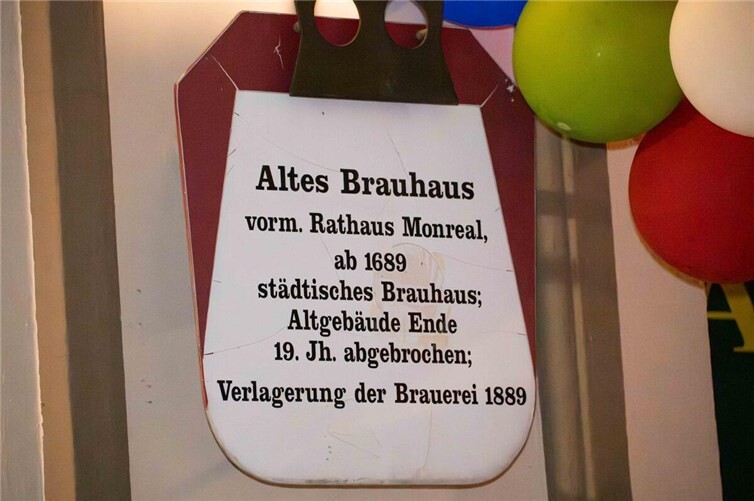 Altes Brauhaus
vorm. Rathaus Monreal,
ab 1689
städtisches Brauhaus;
Altgebäude Ende
19. Jh. abgebrochen;
Verlagerung der Brauerei 1889